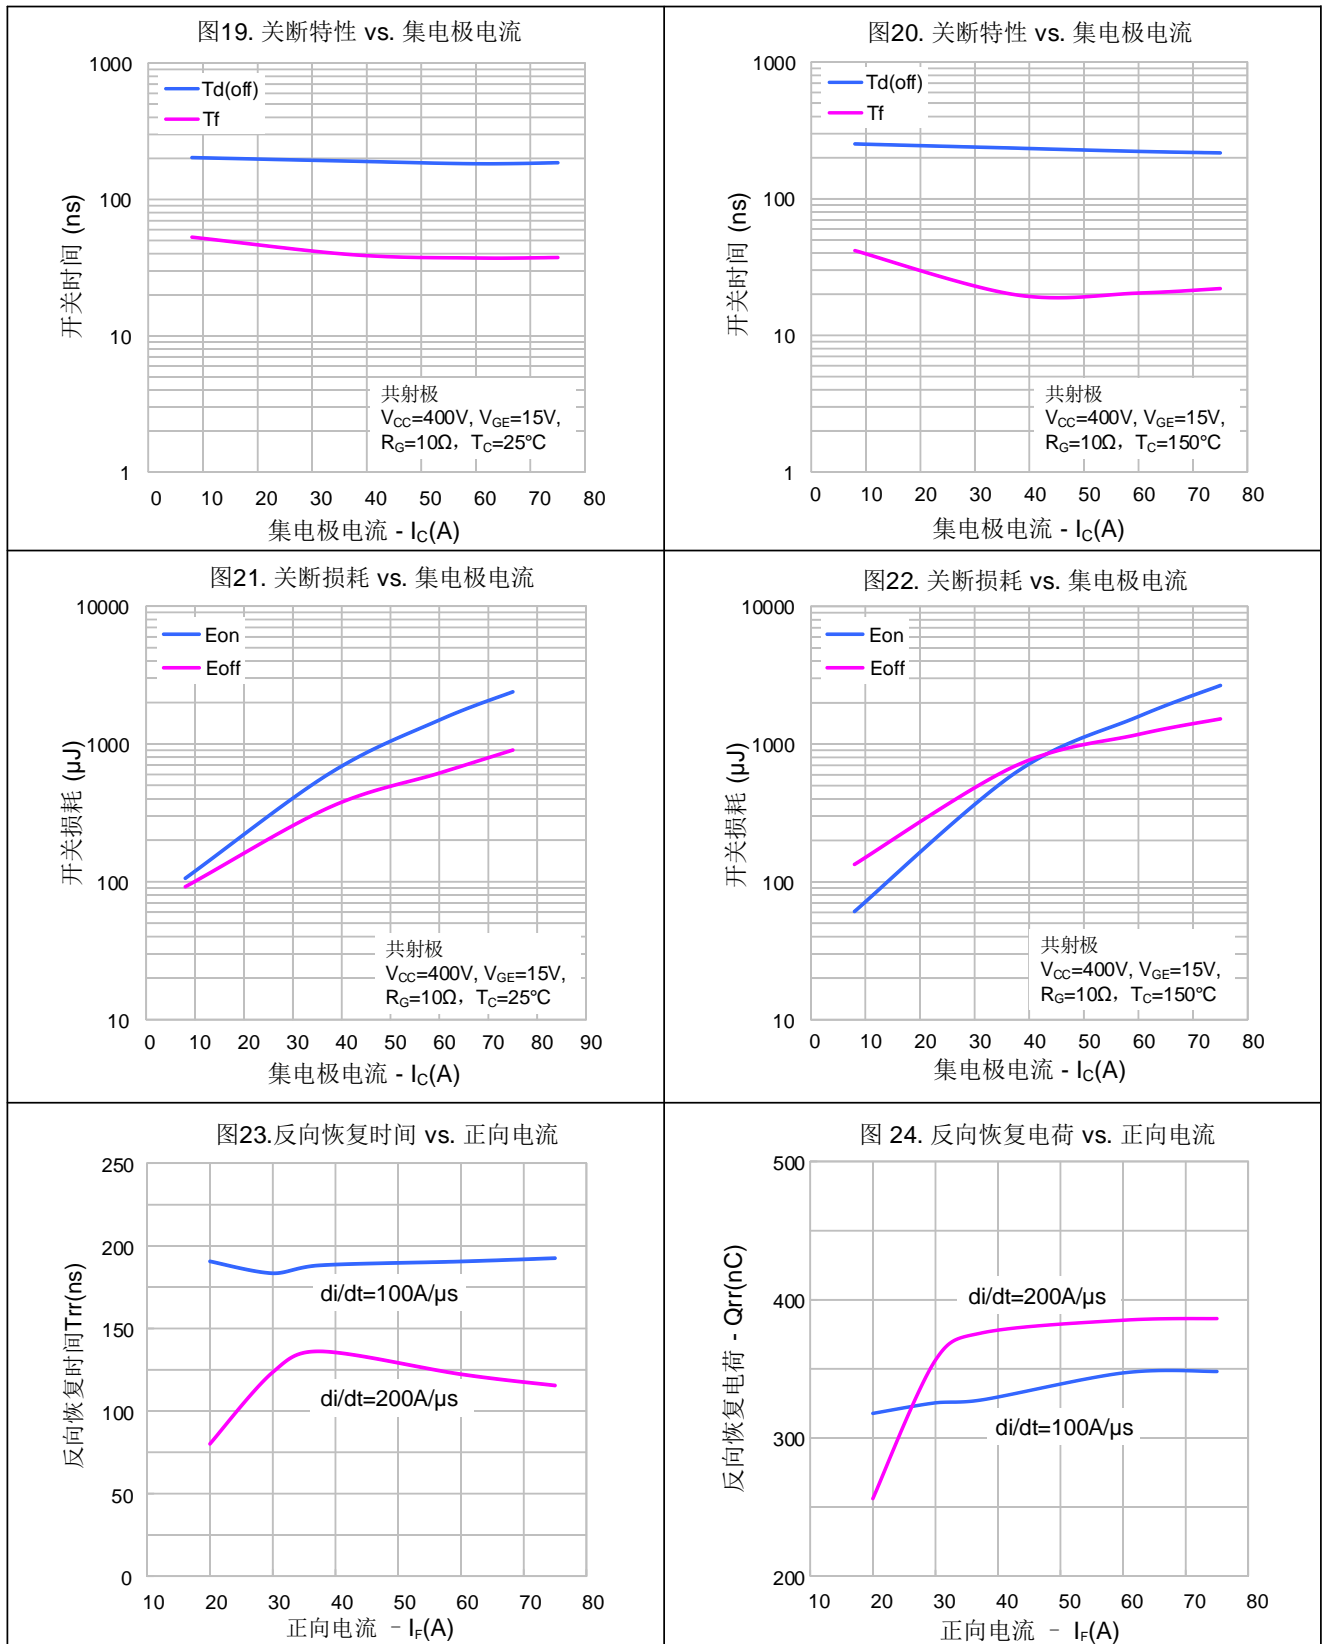 图19. 关断特性 vs. 集电极电流
1000
100
10
1
开关时间 (ns)
Td(off)
Tf
共射极
VCC=400V, VGE=15V,
RG=10Ω，TC=25℃
0 10 20 30 40 50 60 70 80
集电极电流 - IC(A)
图20. 关断特性 vs. 集电极电流
1000
100
10
1
开关时间 (ns)
Td(off)
Tf
共射极
VCC=400V, VGE=15V,
RG=10Ω，TC=150℃
0 10 20 30 40 50 60 70 80
集电极电流 - IC(A)
图21. 关断损耗 vs. 集电极电流
10000
1000
100
10
开关损耗 (µJ)
Eon
Eoff
共射极
VCC=400V, VGE=15V,
RG=10Ω，TC=25℃
0 10 20 30 40 50 60 70 80 90
集电极电流 - IC(A)
图22. 关断损耗 vs. 集电极电流
10000
1000
100
10
开关损耗 (µJ)
Eon
Eoff
共射极
VCC=400V, VGE=15V,
RG=10Ω，TC=150℃
0 10 20 30 40 50 60 70 80
集电极电流 - IC(A)
图23.反向恢复时间 vs. 正向电流
250
200
150
100
50
0
反向恢复时间Trr(ns)
di/dt=100A/µs
di/dt=200A/µs
10 20 30 40 50 60 70 80
正向电流 － IF(A)
图 24. 反向恢复电荷 vs. 正向电流
500
400
300
200
反向恢复电荷 - Qrr(nC)
di/dt=200A/µs
di/dt=100A/µs
10 20 30 40 50 60 70 80
正向电流 － IF(A)